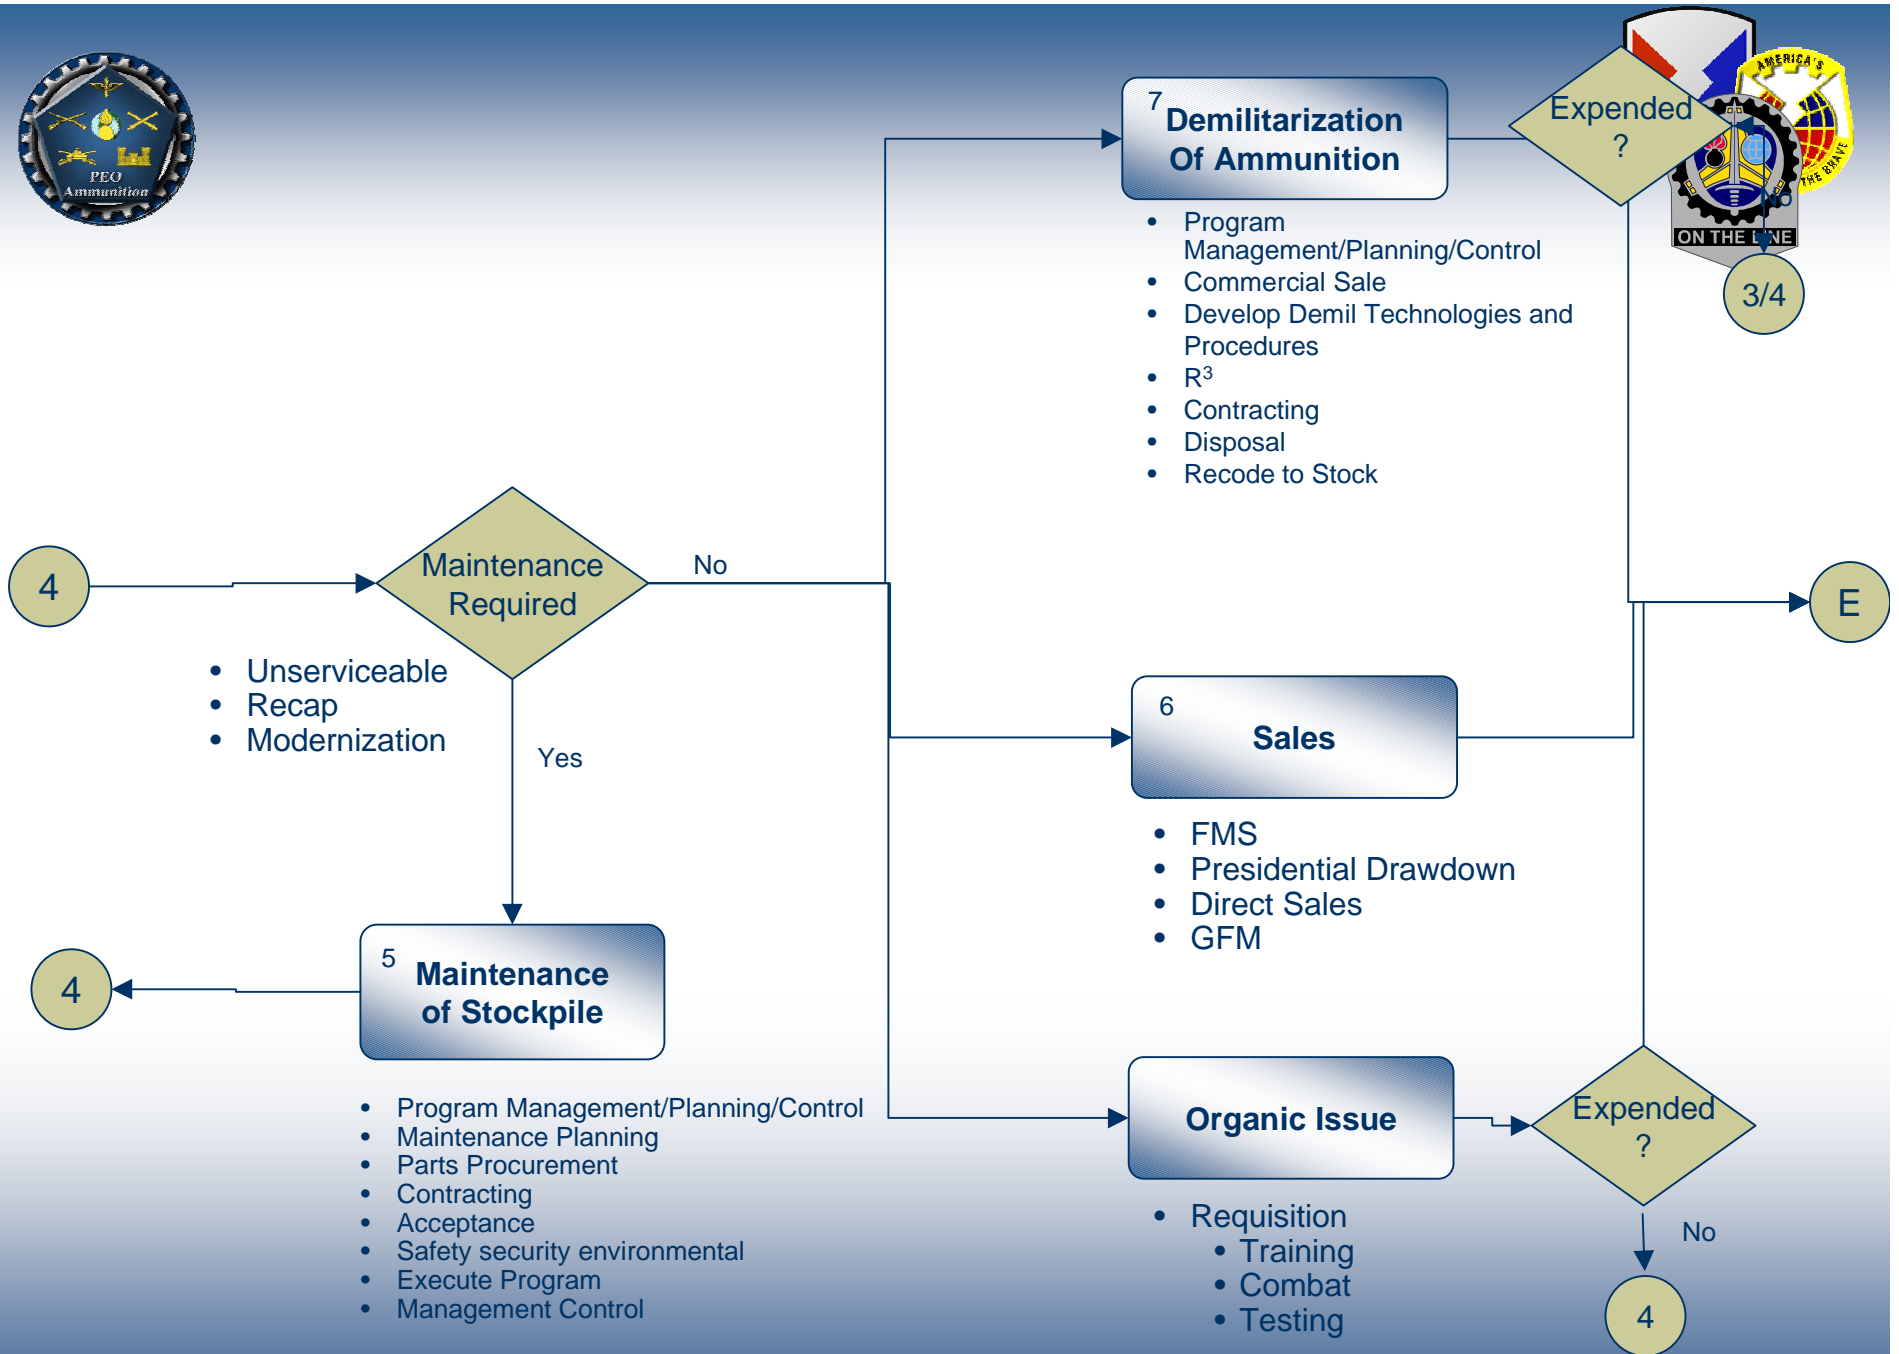 PEO
Ammunition
AMERICA'S
THE BRAVE
ON THE LINE
7
Demilitarization
Of Ammunition
Expended
?
No
3/4
• Program
Management/Planning/Control
• Commercial Sale
• Develop Demil Technologies and
Procedures
• R³
• Contracting
• Disposal
• Recode to Stock
4
Maintenance
Required
No
E
• Unserviceable
• Recap
• Modernization
Yes
6
Sales
• FMS
• Presidential Drawdown
• Direct Sales
• GFM
4
5
Maintenance
of Stockpile
• Program Management/Planning/Control
• Maintenance Planning
• Parts Procurement
• Contracting
• Acceptance
• Safety security environmental
• Execute Program
• Management Control
Organic Issue
Expended
?
• Requisition
• Training
• Combat
• Testing
No
4